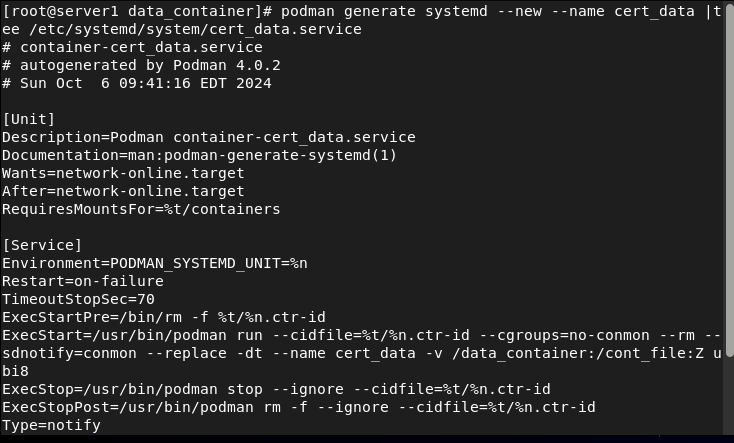 [root@server1 data_container]# podman generate systemd --new --name cert_data |t
ee /etc/systemd/system/cert_data.service
# container-cert_data.service
# autogenerated by Podman 4.0.2
# Sun Oct  6 09:41:16 EDT 2024

[Unit]
Description=Podman container-cert_data.service
Documentation=man:podman-generate-systemd(1)
Wants=network-online.target
After=network-online.target
RequiresMountsFor=%t/containers

[Service]
Environment=PODMAN_SYSTEMD_UNIT=%n
Restart=on-failure
TimeoutStopSec=70
ExecStartPre=/bin/rm -f %t/%n.ctr-id
ExecStart=/usr/bin/podman run --cidfile=%t/%n.ctr-id --cgroups=no-conmon --rm --
sdnotify=conmon --replace -dt --name cert_data -v /data_container:/cont_file:Z u
bi8
ExecStop=/usr/bin/podman stop --ignore --cidfile=%t/%n.ctr-id
ExecStopPost=/usr/bin/podman rm -f --ignore --cidfile=%t/%n.ctr-id
Type=notify